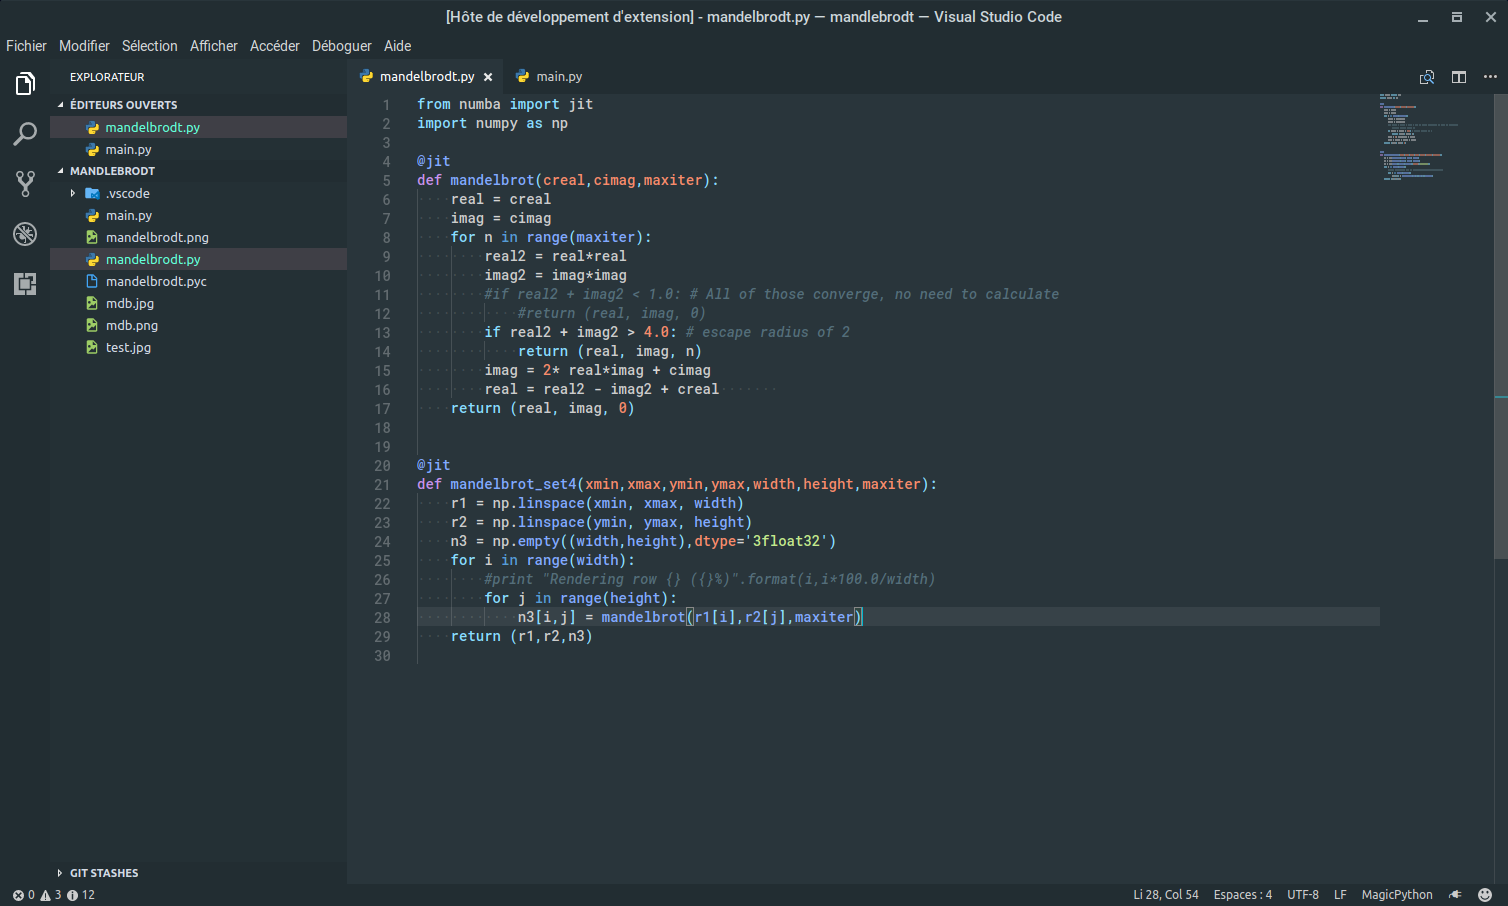 [Hôte de développement d'extension] - mandelbrodt.py — mandlebrodt — Visual Studio Code
Fichier Modifier Sélection Afficher Accéder Déboguer Aide
EXPLORATEUR
ÉDITEURS OUVERTS
mandelbrodt.py
main.py
MANDLEBRODT
.vscode
main.py
mandelbrodt.png
mandelbrodt.py
mandelbrodt.pyc
mdb.jpg
mdb.png
test.jpg
GIT STASHES
mandelbrodt.py main.py
1 from numba import jit
2 import numpy as np
3
4 @jit
5 def mandelbrot(creal,cimag,maxiter):
6     real = creal
7     imag = cimag
8     for n in range(maxiter):
9         real2 = real*real
10         imag2 = imag*imag
11         #if real2 + imag2 < 1.0: # All of those converge, no need to calculate
12             #return (real, imag, 0)
13         if real2 + imag2 > 4.0: # escape radius of 2
14             return (real, imag, n)
15         imag = 2* real*imag + cimag
16         real = real2 - imag2 + creal
17     return (real, imag, 0)
18
19
20 @jit
21 def mandelbrot_set4(xmin,xmax,ymin,ymax,width,height,maxiter):
22     r1 = np.linspace(xmin, xmax, width)
23     r2 = np.linspace(ymin, ymax, height)
24     n3 = np.empty((width,height),dtype='3float32')
25     for i in range(width):
26         #print "Rendering row {} ({}%)".format(i,i*100.0/width)
27         for j in range(height):
28             n3[i,j] = mandelbrot(r1[i],r2[j],maxiter)
29     return (r1,r2,n3)
30
0 3 12 Li 28, Col 54 Espaces : 4 UTF-8 LF MagicPython